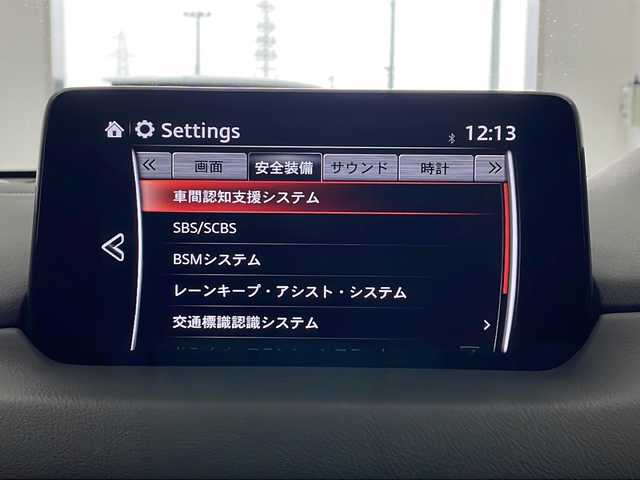 Settings 12:13
画面 安全装備 サウンド 時計
車間認知支援システム
SBS/SCBS
BSMシステム
レーンキープ・アシスト・システム
交通標識認識システム